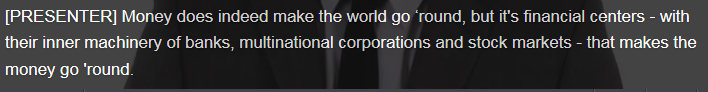 [PRESENTER] Money does indeed make the world go ‘round, but it's financial centers - with
their inner machinery of banks, multinational corporations and stock markets - that makes the
money go 'round.